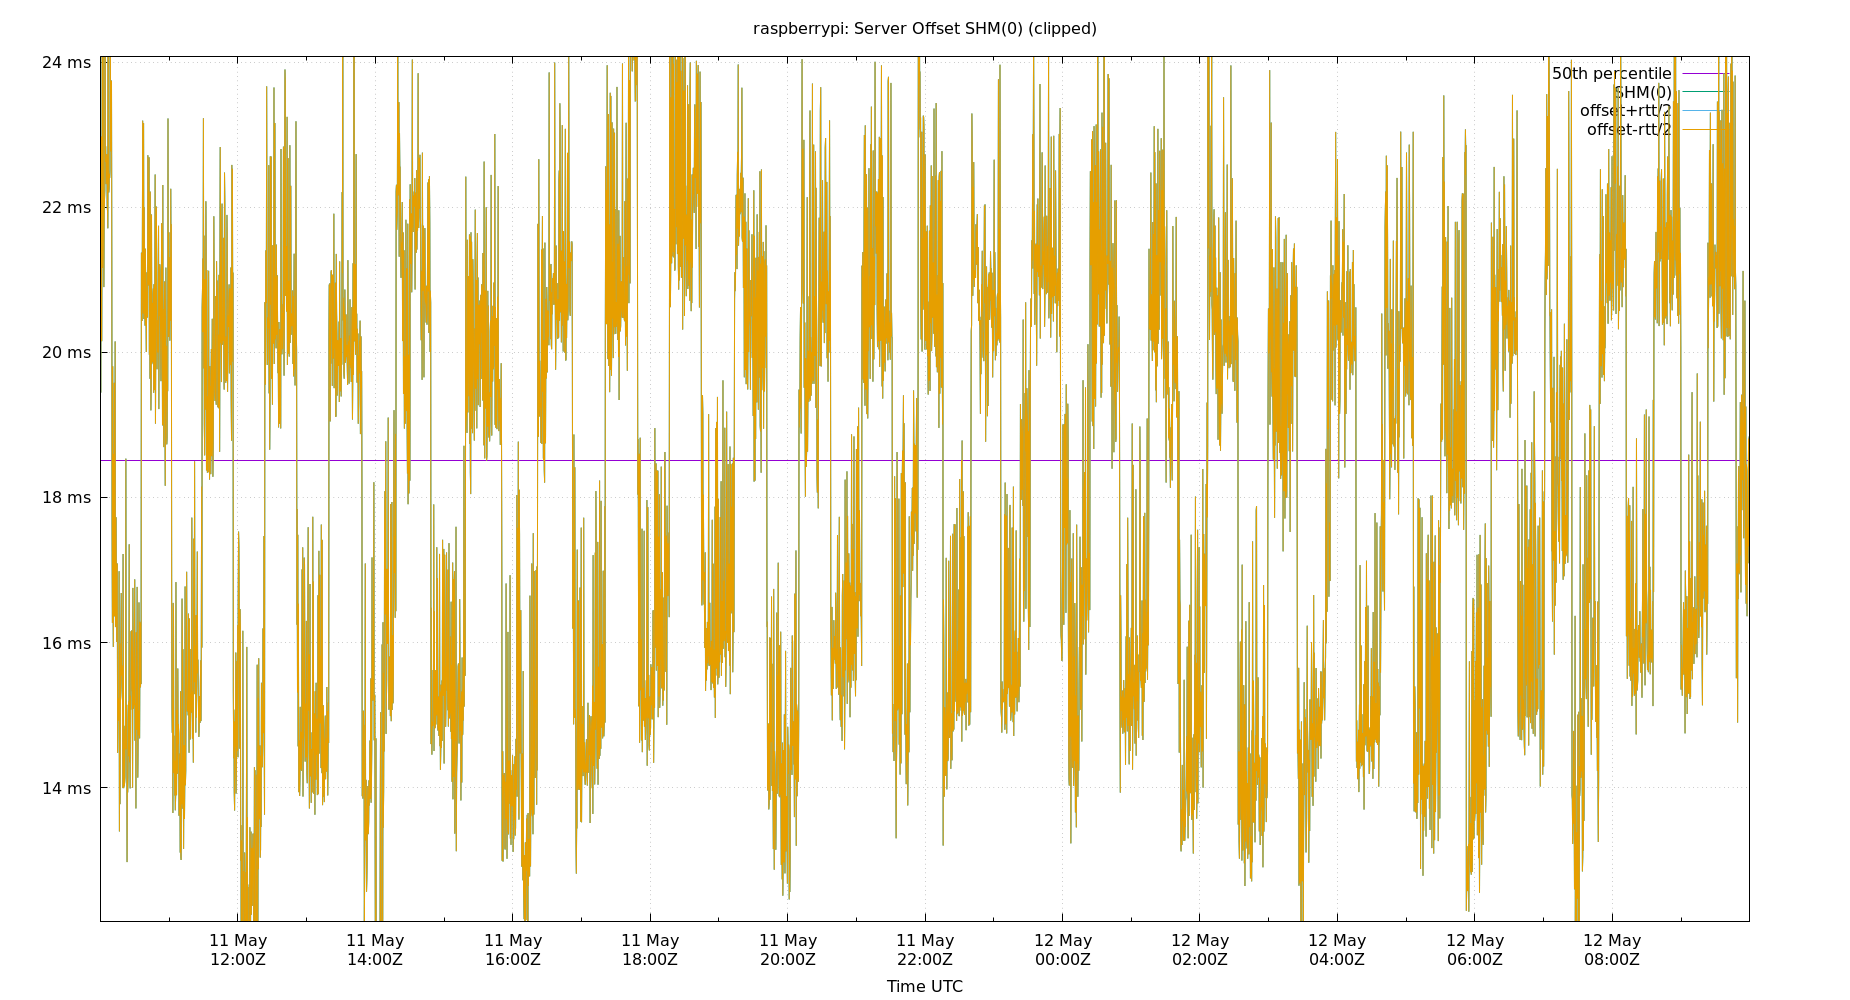 raspberrypi: Server Offset SHM(0) (clipped)
24 ms
22 ms
20 ms
18 ms
16 ms
14 ms
50th percentile
SHM(0)
offset+rtt/2
offset-rtt/2
11 May 11 May 11 May 11 May 11 May 11 May 12 May 12 May 12 May 12 May 12 May
12:00Z 14:00Z 16:00Z 18:00Z 20:00Z 22:00Z 00:00Z 02:00Z 04:00Z 06:00Z 08:00Z
Time UTC